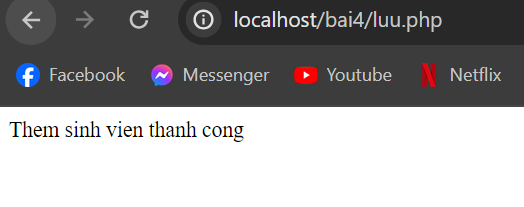 localhost/bai4/luu.php
Facebook Messenger Youtube Netflix
Them sinh vien thanh cong